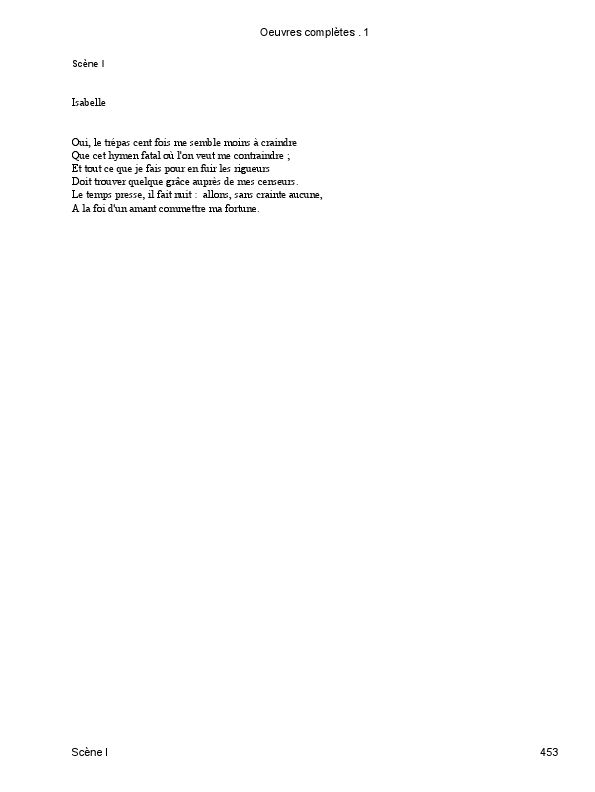 Oeuvres complètes . 1
Scène I
Isabelle
Oui, le trépas cent fois me semble moins à craindre
Que cet hymen fatal où l'on veut me contraindre ;
Et tout ce que je fais pour en fuir les rigueurs
Doit trouver quelque grâce auprès de mes censeurs.
Le temps presse, il fait nuit :  allons, sans crainte aucune,
A la foi d'un amant commettre ma fortune.
Scène I
453